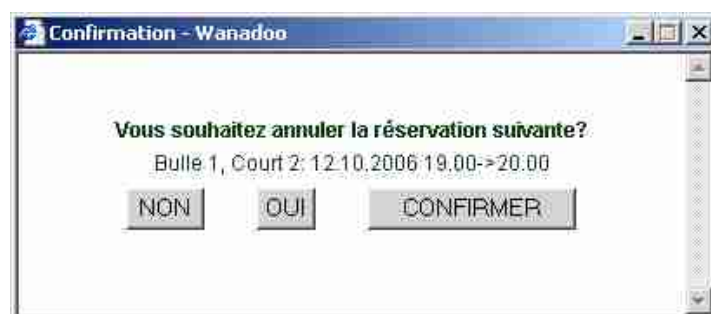 Confirmation - Wanadoo
Vous souhaitez annuler la réservation suivante?
Bulle 1, Court 2: 12.10.2006 19.00->20.00
NON OUI CONFIRMER